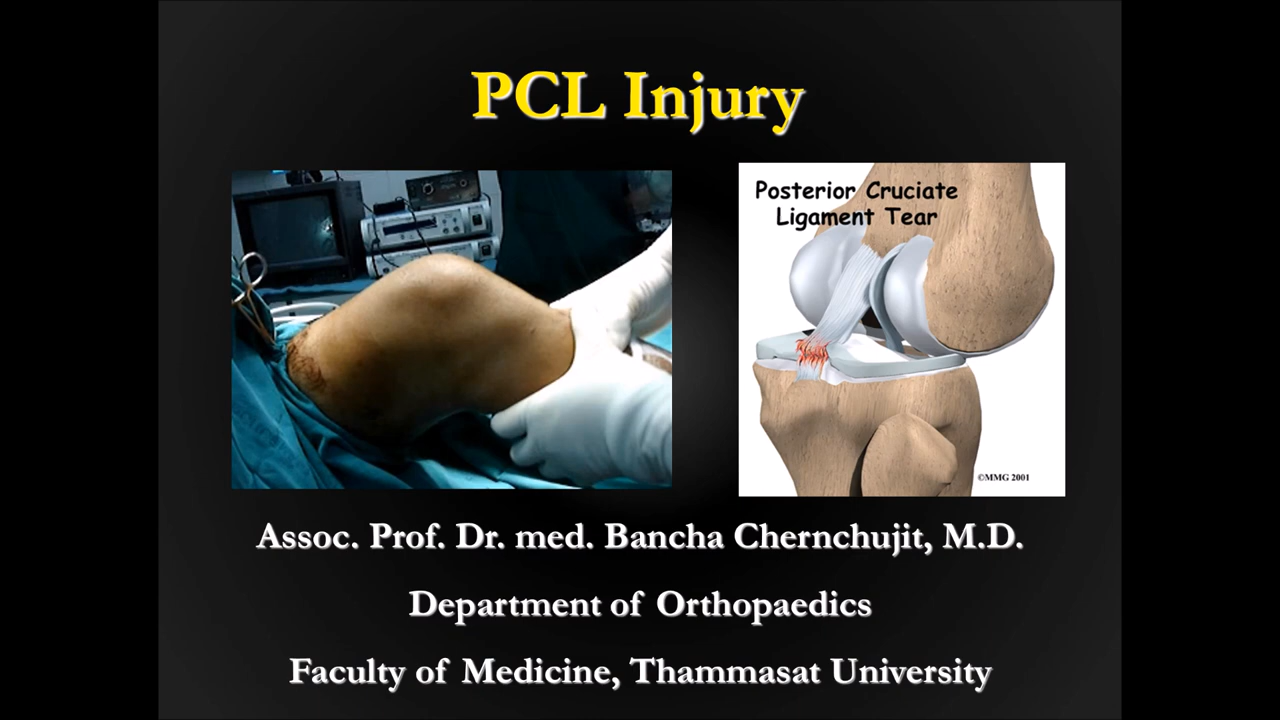 PCL Injury
Posterior Cruciate
Ligament Tear
©MMG 2001
Assoc. Prof. Dr. med. Bancha Chernchujit, M.D.
Department of Orthopaedics
Faculty of Medicine, Thammasat University